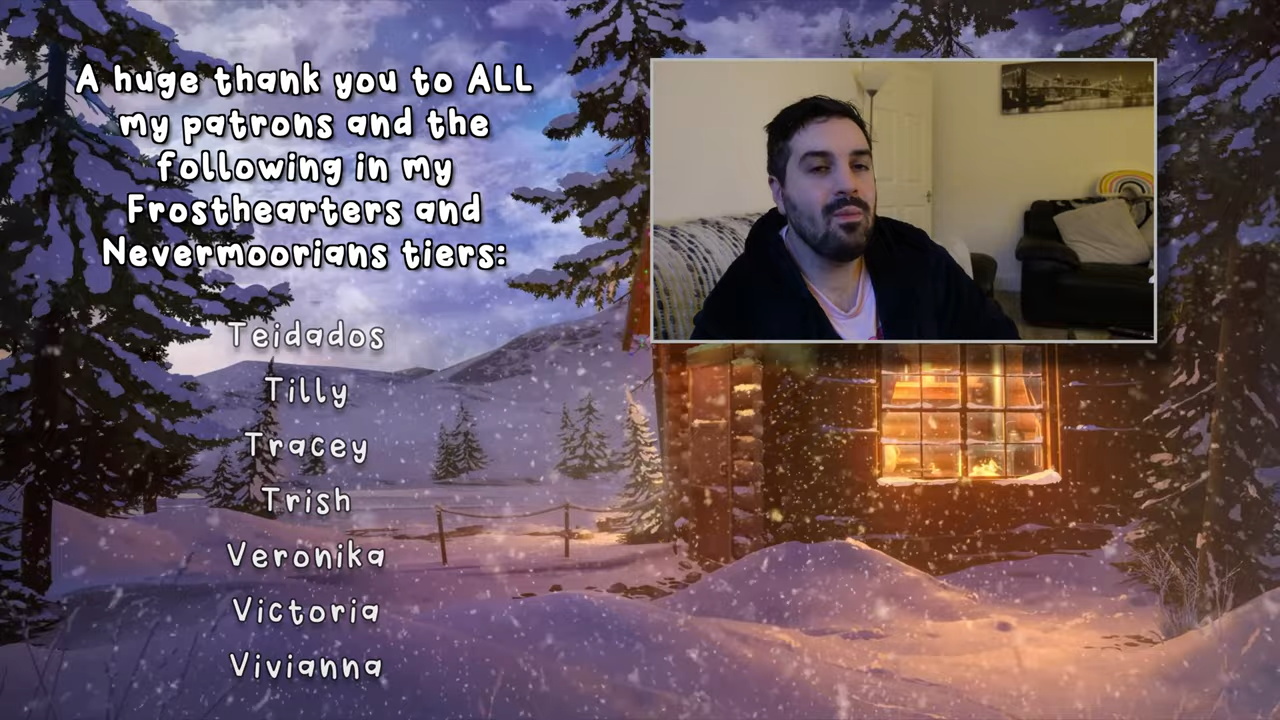 A huge thank you to ALL
my patrons and the
following in my
Frosthearters and
Nevermoorians tiers:
Teidados
Tilly
Tracey
Trish
Veronika
Victoria
Vivianna